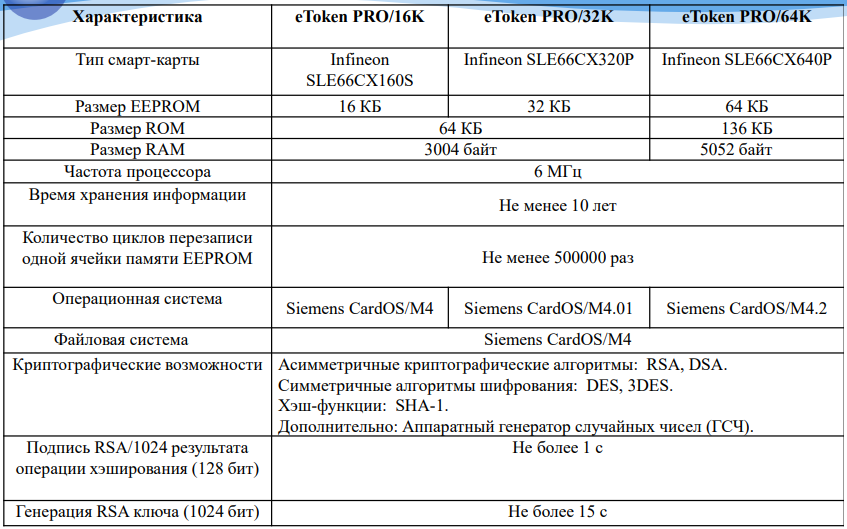 Характеристика eToken PRO/16K eToken PRO/32K eToken PRO/64K
Тип смарт-карты Infineon SLE66CX160S Infineon SLE66CX320P Infineon SLE66CX640P
Размер EEPROM 16 КБ 32 КБ 64 КБ
Размер ROM 64 КБ 136 КБ
Размер RAM 3004 байт 5052 байт
Частота процессора 6 МГц
Время хранения информации Не менее 10 лет
Количество циклов перезаписи
одной ячейки памяти EEPROM Не менее 500000 раз
Операционная система Siemens CardOS/M4 Siemens CardOS/M4.01 Siemens CardOS/M4.2
Файловая система Siemens CardOS/M4
Криптографические возможности Асимметричные криптографические алгоритмы: RSA, DSA.
Симметричные алгоритмы шифрования: DES, 3DES.
Хэш-функции: SHA-1.
Дополнительно: Аппаратный генератор случайных чисел (ГСЧ).
Подпись RSA/1024 результата
операции хэширования (128 бит) Не более 1 с
Генерация RSA ключа (1024 бит) Не более 15 с